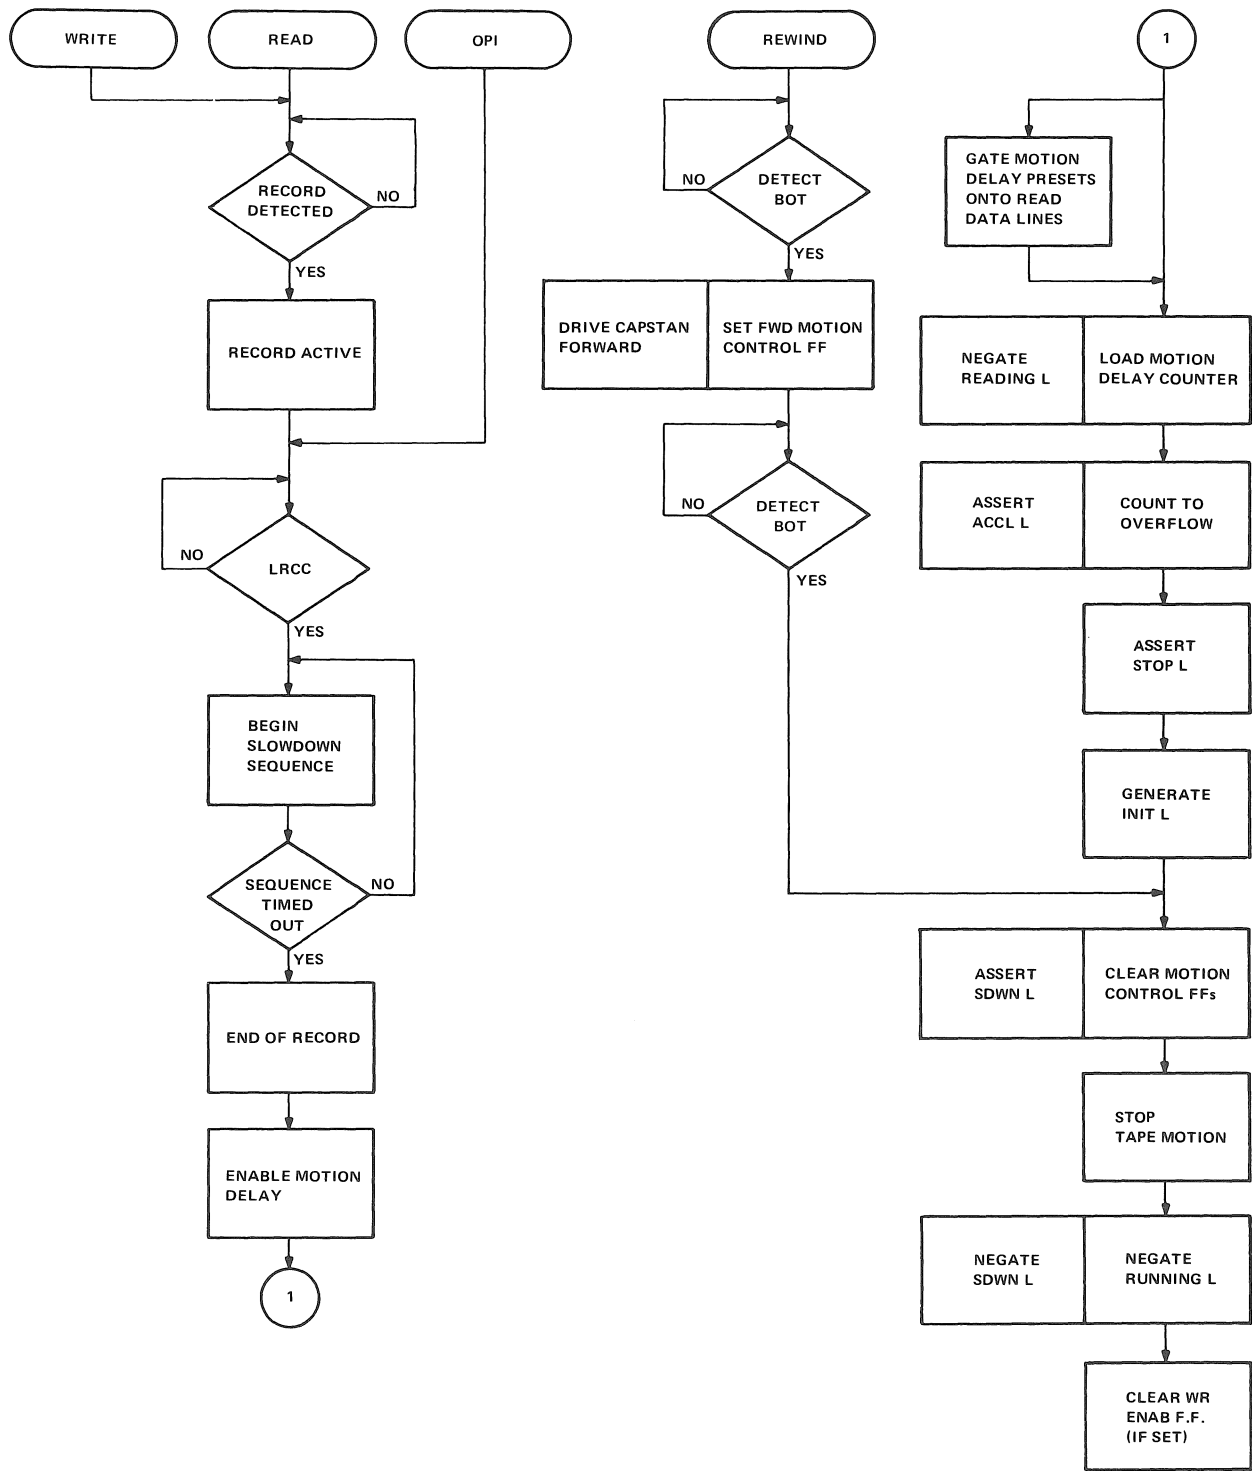 WRITE
READ
OPI
REWIND
1
RECORD
DETECTED
NO
YES
RECORD ACTIVE
NO
LRCC
YES
BEGIN
SLOWDOWN
SEQUENCE
SEQUENCE
TIMED
OUT
NO
YES
END OF RECORD
ENABLE MOTION
DELAY
1
NO
DETECT
BOT
YES
DRIVE CAPSTAN
FORWARD
SET FWD MOTION
CONTROL FF
NO
DETECT
BOT
YES
GATE MOTION
DELAY PRESETS
ONTO READ
DATA LINES
NEGATE
READING L
LOAD MOTION
DELAY COUNTER
ASSERT
ACCL L
COUNT TO
OVERFLOW
ASSERT
STOP L
GENERATE
INIT L
ASSERT
SDWN L
CLEAR MOTION
CONTROL FFs
STOP
TAPE MOTION
NEGATE
SDWN L
NEGATE
RUNNING L
CLEAR WR
ENAB F.F.
(IF SET)